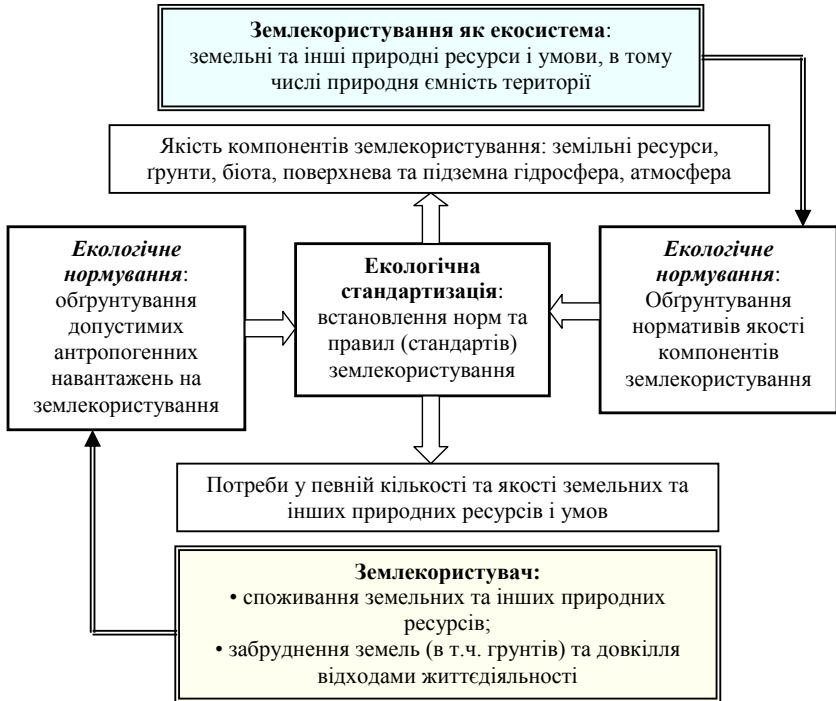 Землекористування як екосистема:
земельні та інші природні ресурси і умови, в тому
числі природня ємність території
Якість компонентів землекористування: земільні ресурси,
ґрунти, біота, поверхнева та підземна гідросфера, атмосфера
Екологічне
нормування:
обґрунтування
допустимих
антропогенних
навантажень на
землекористування
Екологічна
стандартизація:
встановлення норм та
правил (стандартів)
землекористування
Екологічне
нормування:
Обґрунтування
нормативів якості
компонентів
землекористування
Потреби у певній кількості та якості земельних та
інших природних ресурсів і умов
Землекористувач:
• споживання земельних та інших природних
ресурсів;
• забруднення земель (в т.ч. грунтів) та довкілля
відходами життєдіяльності